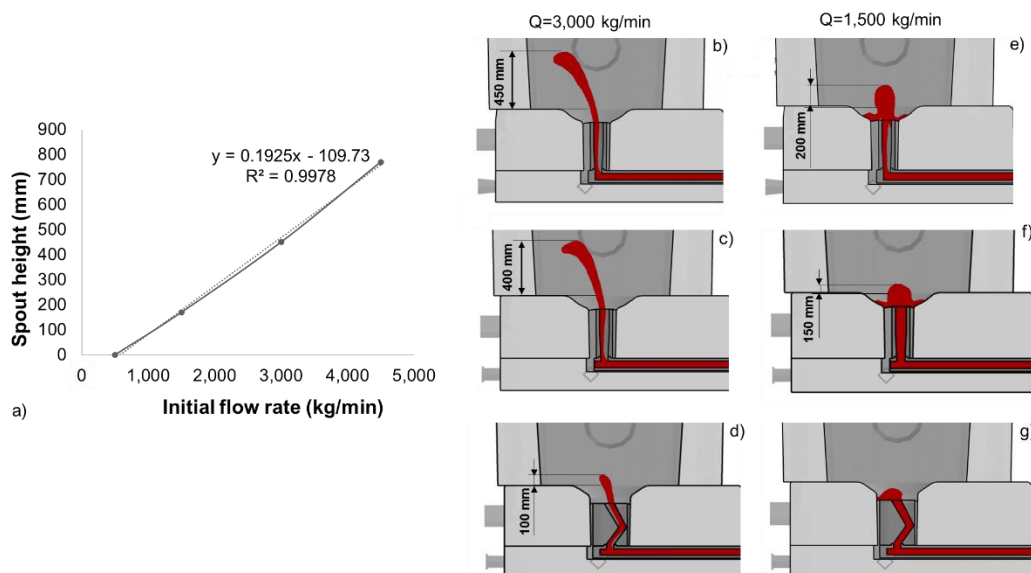 Q=3,000 kg/min
Q=1,500 kg/min
b)
450 mm
e)
200 mm
900
800
700
600
500
400
300
200
100
0
Spout height (mm)
y = 0.1925x - 109.73
R² = 0.9978
0
1,000
2,000
3,000
4,000
5,000
Initial flow rate (kg/min)
a)
c)
400 mm
f)
150 mm
d)
100 mm
g)